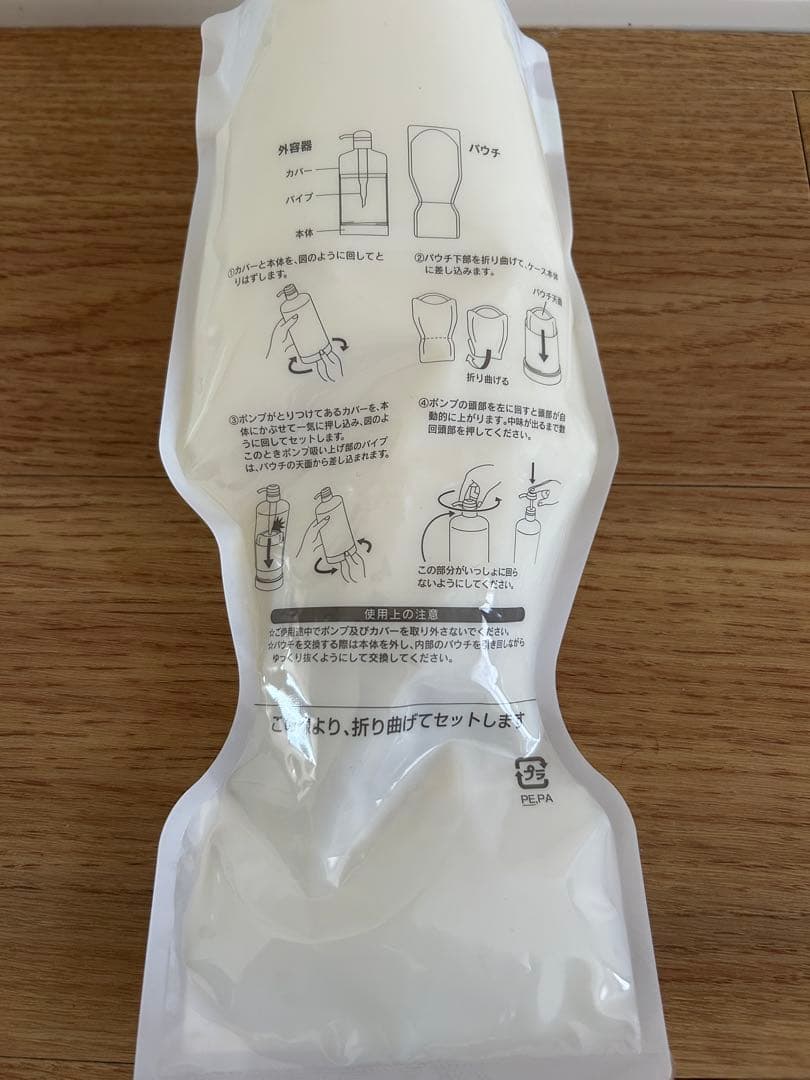 外容器
パウチ
カバー
パイプ
本体
①カバーと本体を、図のように回してと
りはずします。
②パウチ下部を折り曲げて、ケース本体
に差し込みます。
パウチ天面
折り曲げる
③ポンプがとりつけてあるカバーを、本
体にかぶせて一気に押し込み、図のよ
うに回してセットします。
このときポンプ吸い上げ部のパイプ
は、パウチの天面から差し込まれます。
④ポンプの頭部を左に回すと頭部が自
動的に上がります。中味が出るまで数
回頭部を押してください。
この部分がいっしょに回ら
ないようにしてください。
使用上の注意
☆ご使用途中でポンプ及びカバーを取り外さないでください。
☆パウチを交換する際は本体を外し、内部のパウチを引き回しながら
ゆっくり抜くようにして交換してください。
この線より、折り曲げてセットします
プラ
PE,PA